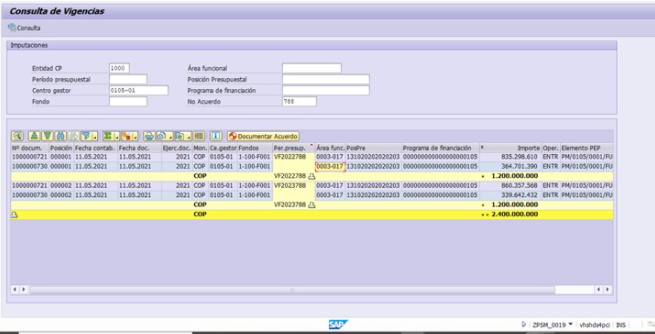 Consulta de Vigencias
Consulta
Imputaciones
Entidad CP 1000 Área funcional
Período presupuestal Posición Presupuestal
Centro gestor 0105-01 Programa de financiación
Fondo No Acuerdo 788
Documentar Acuerdo
Nº docum. Posición Fecha contab. Fecha doc. Ejerc.doc. Mon. Ce.gestor Fondos Per.presup. Área func. PosPre Programa de financiación Importe Oper. Elemento PEP
1000000721 000001 11.05.2021 11.05.2021 2021 COP 0105-01 1-100-F001 VF2022788 0003-017 131020202020203 0000000000000000105 835.298.610 ENTR PM/0105/0001/FU
1000000730 000001 11.05.2021 11.05.2021 2021 COP 0105-01 1-100-F001 0003-017 131020202020203 0000000000000000105 364.701.390 ENTR PM/0105/0001/FU
COP VF2022788 1.200.000.000
1000000721 000002 11.05.2021 11.05.2021 2021 COP 0105-01 1-100-F001 VF2023788 0003-017 131020202020203 0000000000000000105 860.357.568 ENTR PM/0105/0001/FU
1000000730 000002 11.05.2021 11.05.2021 2021 COP 0105-01 1-100-F001 0003-017 131020202020203 0000000000000000105 339.642.432 ENTR PM/0105/0001/FU
COP VF2023788 1.200.000.000
COP 2.400.000.000
SAP
ZPSM_0019 vhshds4pci INS